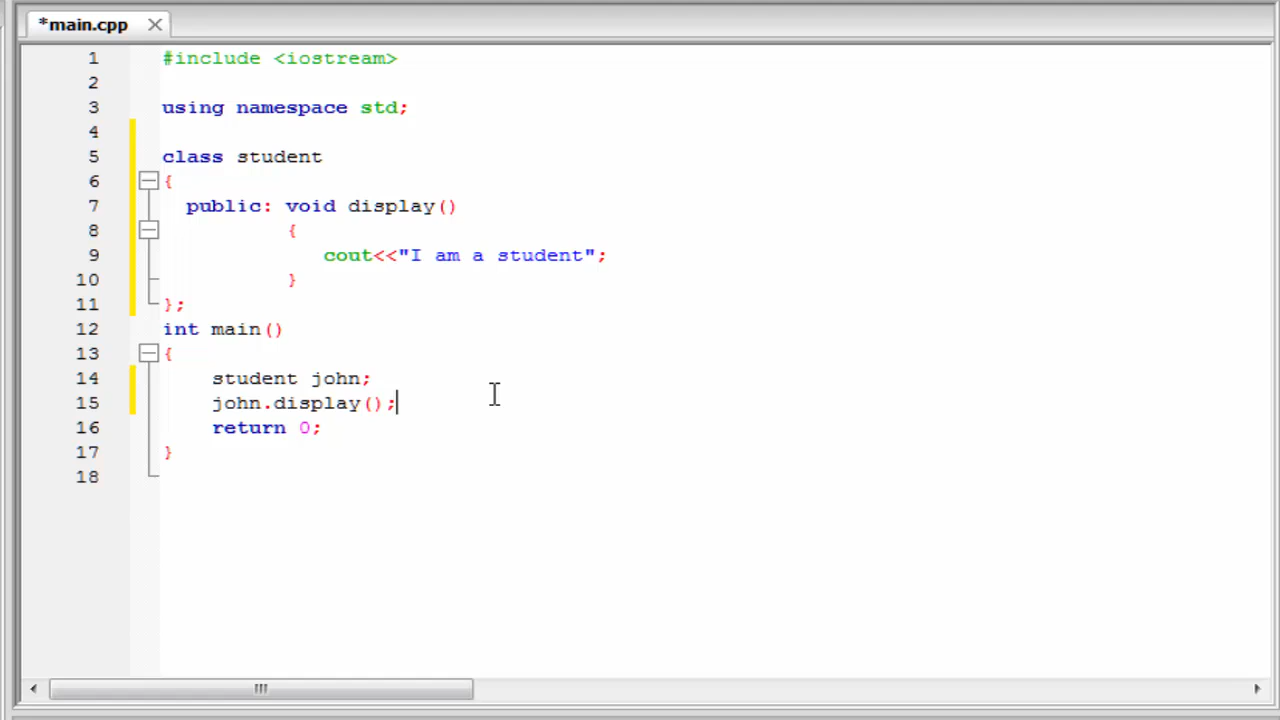 *main.cpp
1 #include <iostream>
2
3 using namespace std;
4
5 class student
6 {
7 public: void display()
8 {
9 cout<<"I am a student";
10 }
11 };
12 int main()
13 {
14 student john;
15 john.display();
16 return 0;
17 }
18